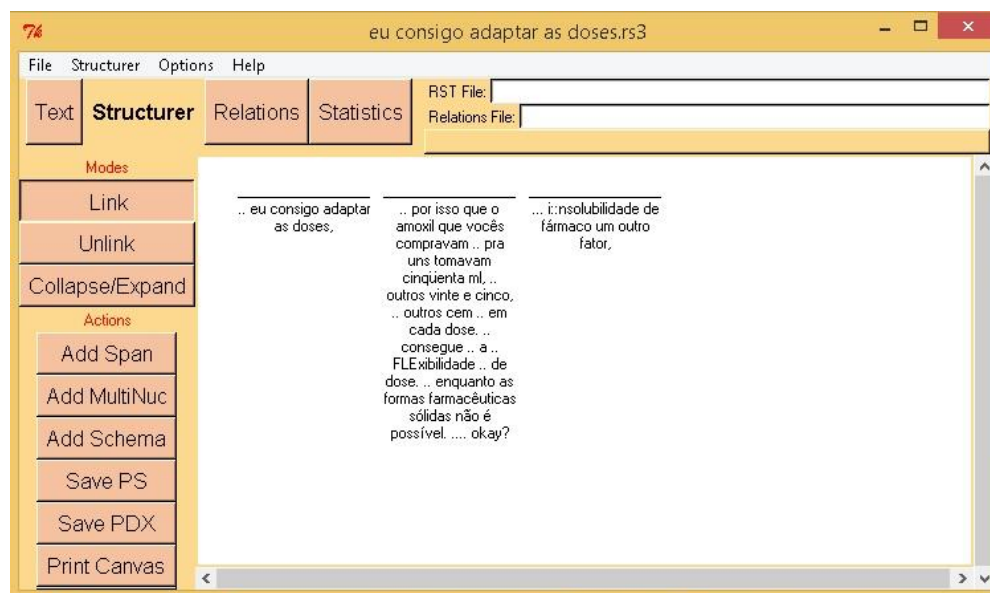 eu consigo adaptar as doses.rs3
File Structurer Options Help
Text Structurer Relations Statistics
RST File:
Relations File:
Modes
Link
Unlink
Collapse/Expand
Actions
Add Span
Add MultiNuc
Add Schema
Save PS
Save PDX
Print Canvas
.. eu consigo adaptar
as doses,
.. por isso que o
amoxil que vocês
compravam .. pra
uns tomavam
cinqüenta ml, ..
outros vinte e cinco,
.. outros cem .. em
cada dose. ..
consegue .. a ..
FLExibilidade .. de
dose. .. enquanto as
formas farmacêuticas
sólidas não é
possível. .... okay?
... i::nsolubilidade de
fármaco um outro
fator,